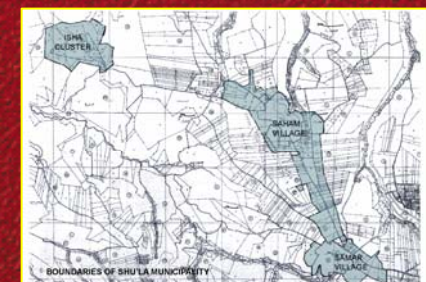 ISHA
CLUSTER
SAHAM
VILLAGE
SAMAR
VILLAGE
BOUNDARIES OF SHU'LA MUNICIPALITY